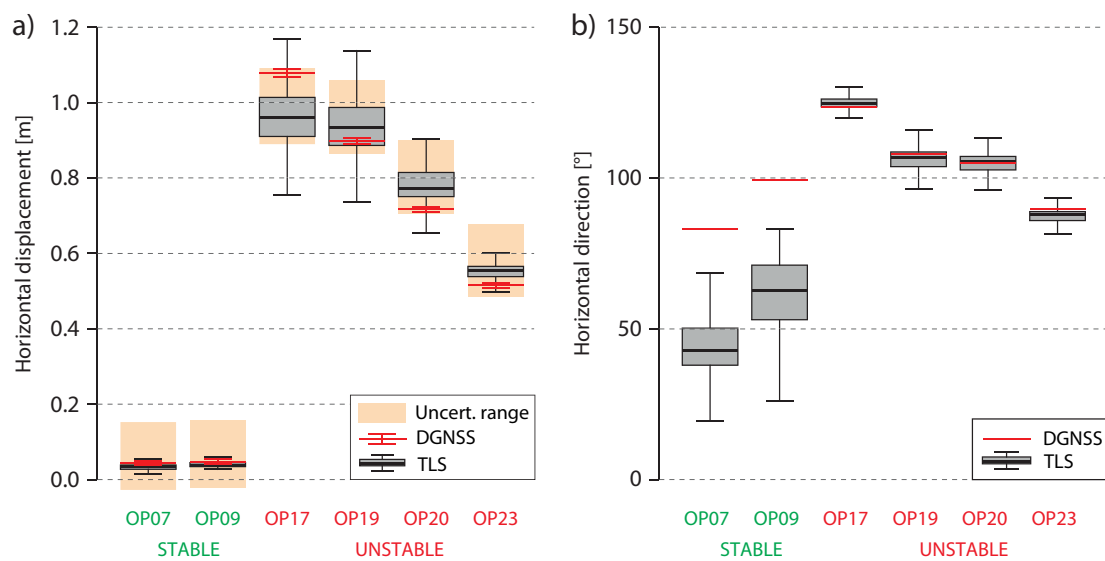 a)
Horizontal displacement [m]
1.2
1.0
0.8
0.6
0.4
0.2
0.0
Uncert. range
DGNSS
TLS
OP07 OP09 OP17 OP19 OP20 OP23
STABLE UNSTABLE
b)
Horizontal direction [°]
150
100
50
0
DGNSS
TLS
OP07 OP09 OP17 OP19 OP20 OP23
STABLE UNSTABLE